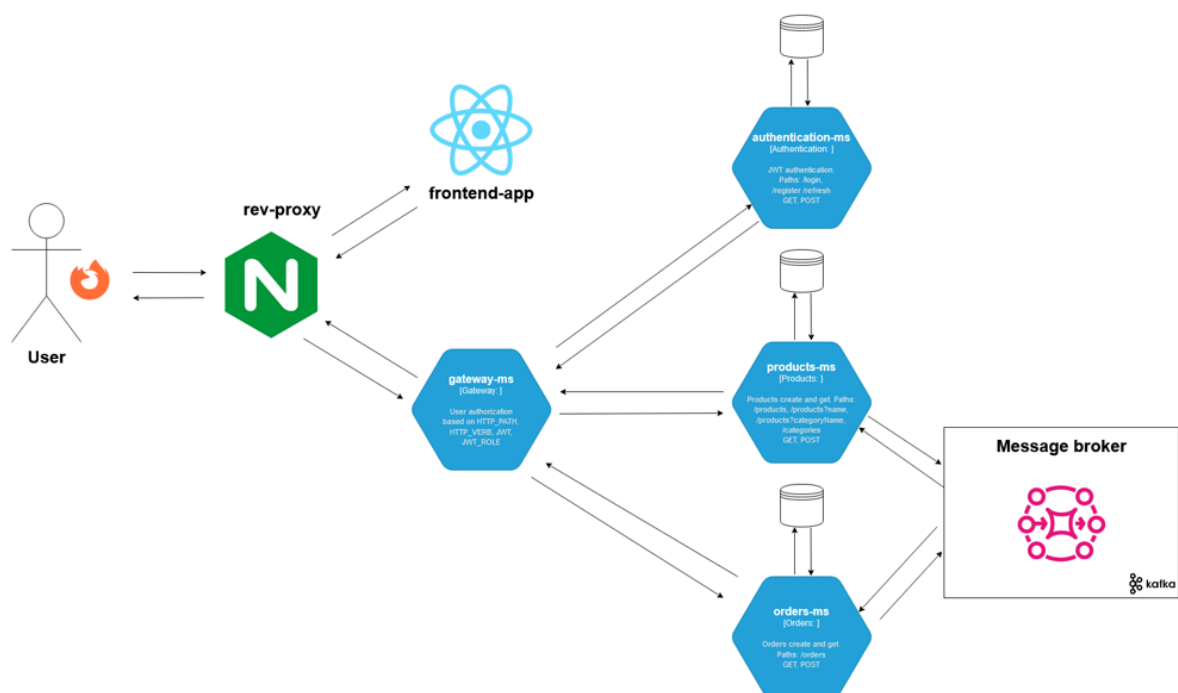 authentication-ms
[Authentication: ]
JWT authentication.
Paths: /login,
/register /refresh
GET, POST
frontend-app
rev-proxy
N
User
gateway-ms
[Gateway: ]
User authorization
based on HTTP_PATH,
HTTP_VERB, JWT,
JWT_ROLE
products-ms
[Products: ]
Products create and get. Paths:
/products, /products?name,
/products?categoryName,
/categories
GET, POST
Message broker
kafka
orders-ms
[Orders: ]
Orders create and get.
Paths: /orders
GET, POST